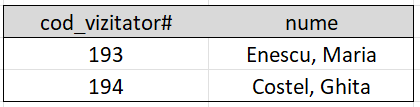 cod_vizitator# nume
193 Enescu, Maria
194 Costel, Ghita